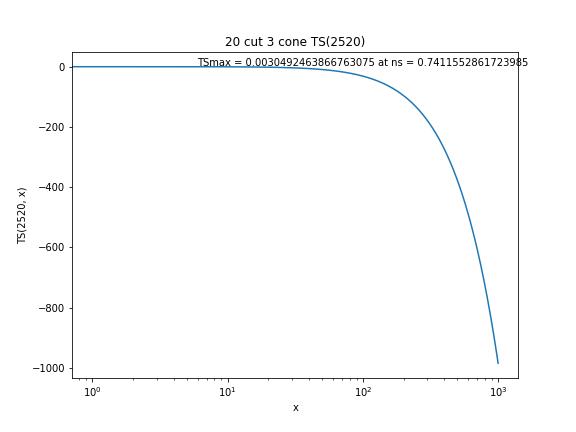 20 cut 3 cone TS(2520)
TSmax = 0.0030492463866763075 at ns = 0.7411552861723985
0
−200
−400
−600
−800
−1000
TS(2520, x)
10⁰ 10¹ 10² 10³
x